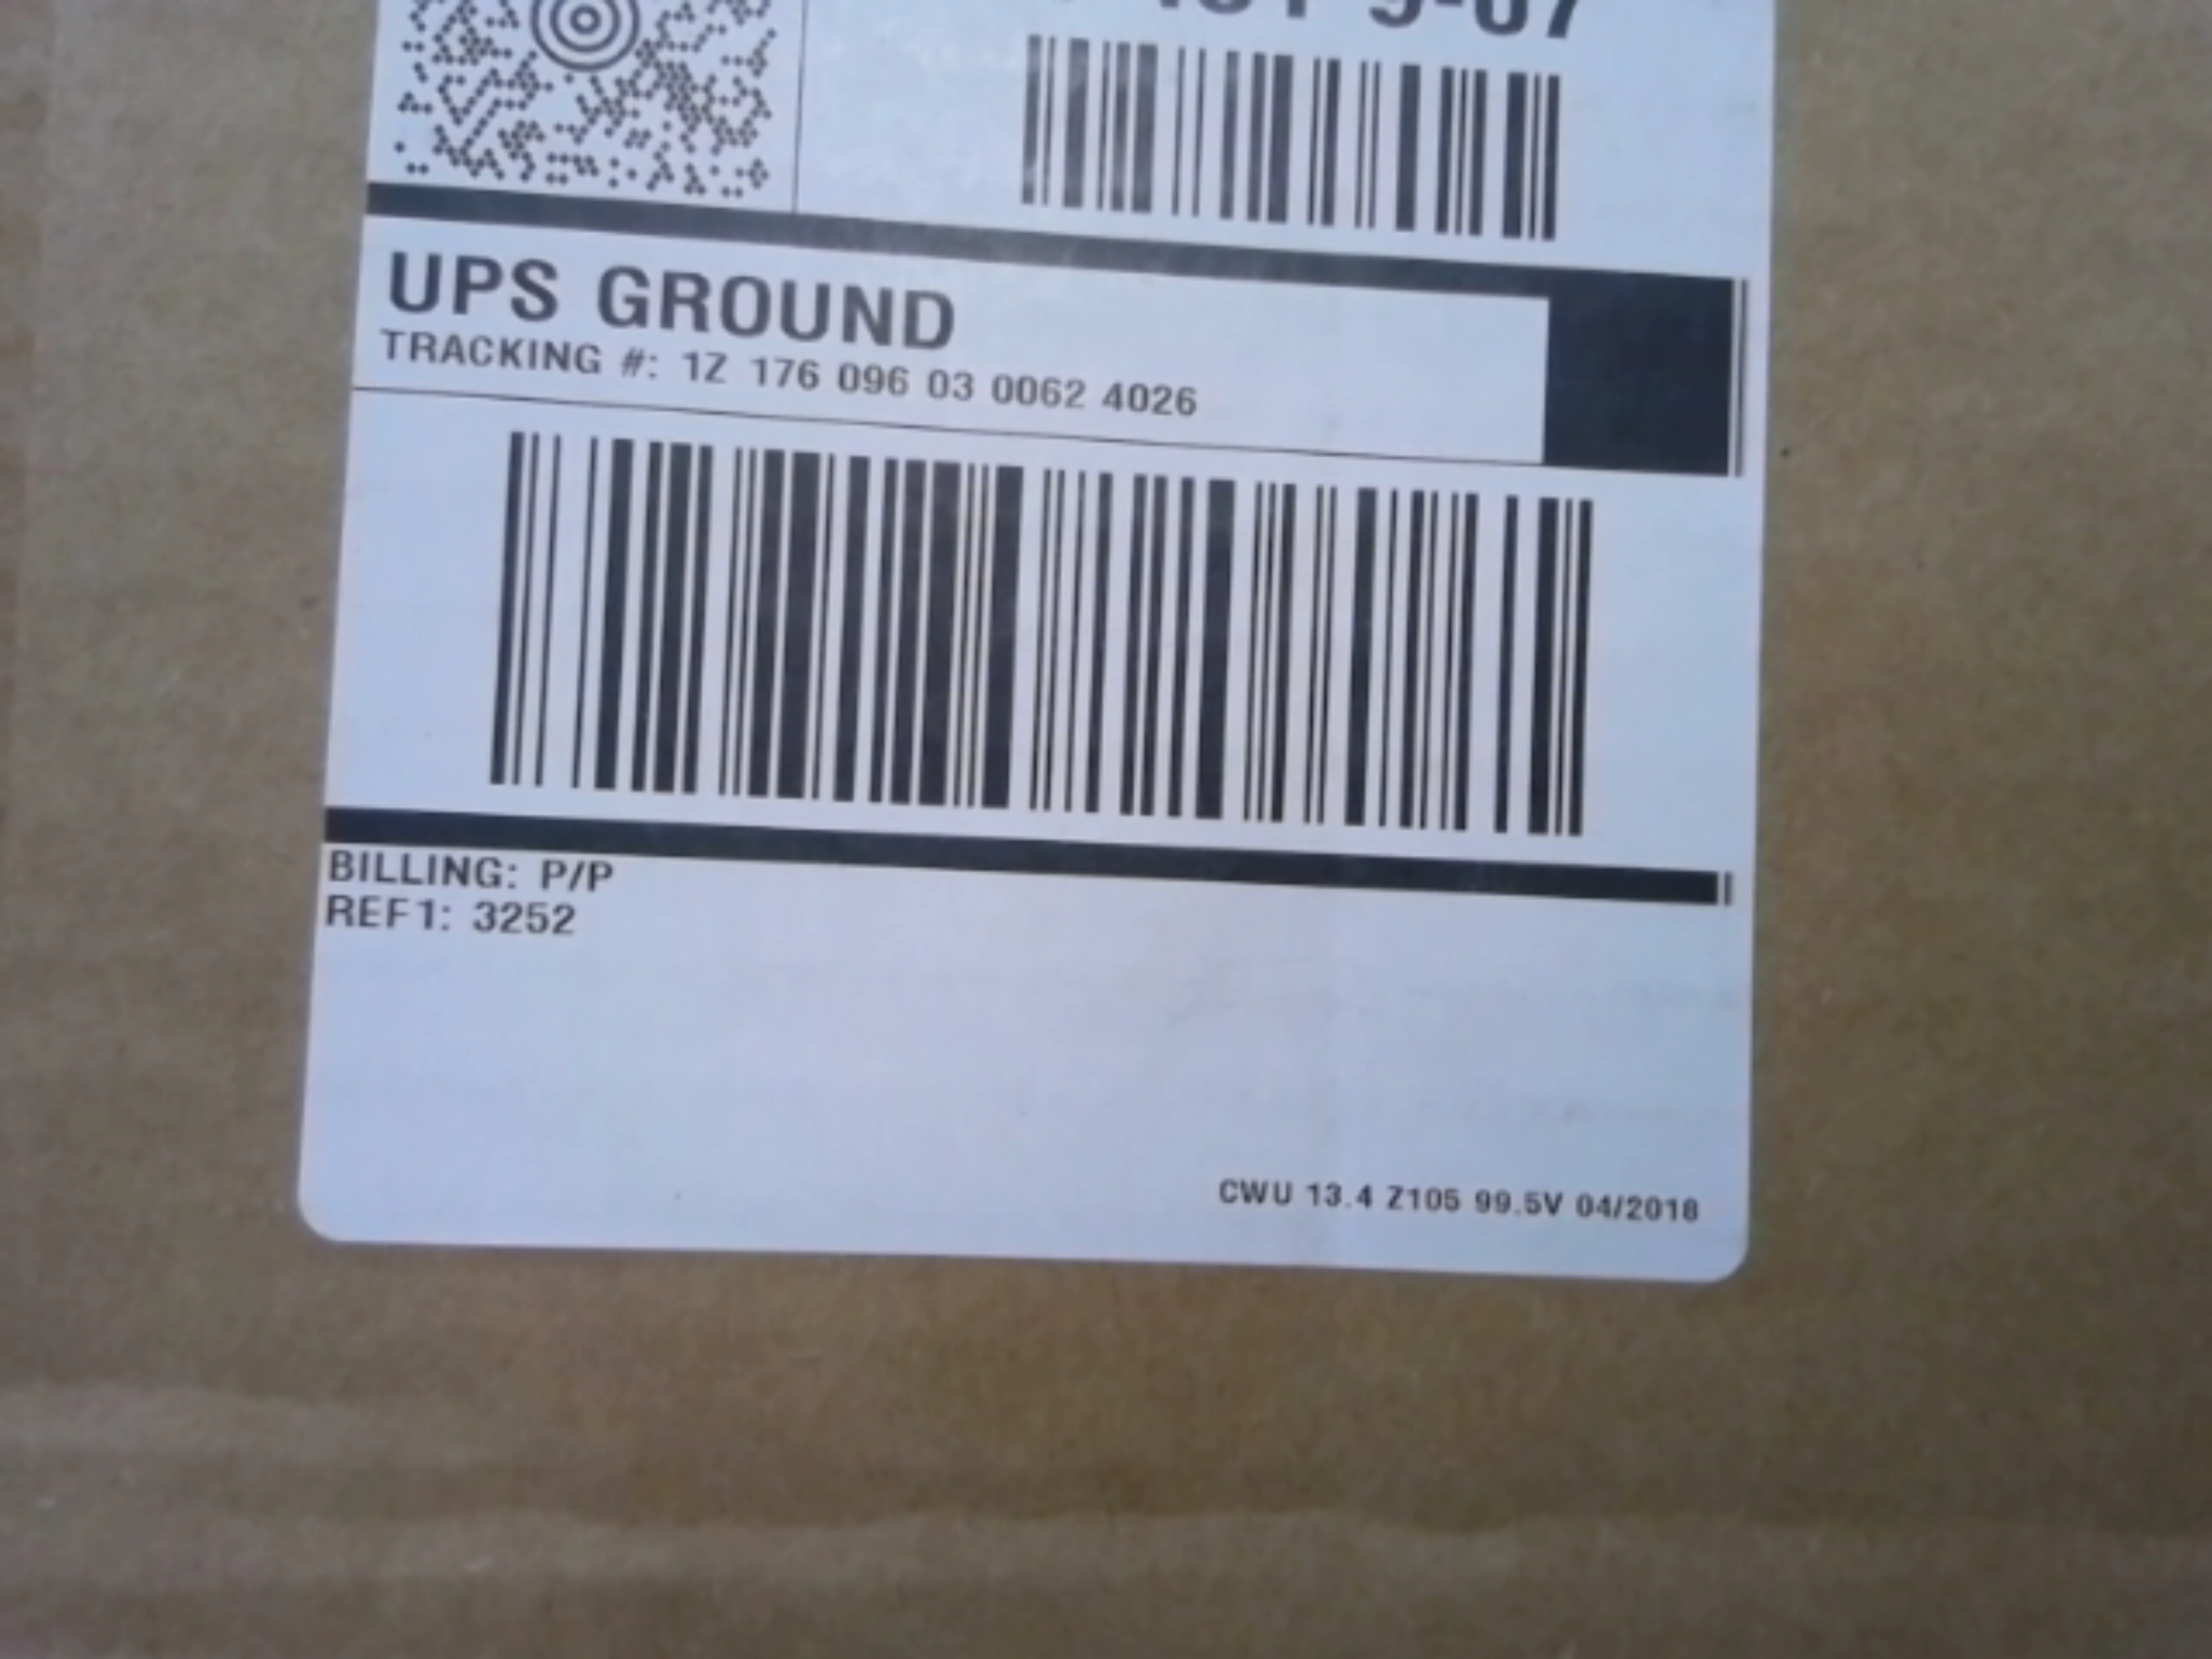 UPS GROUND
TRACKING #: 1Z 176 096 03 0062 4026
BILLING: P/P
REF1: 3252
CWU 13.4 Z105 99.5V 04/2018